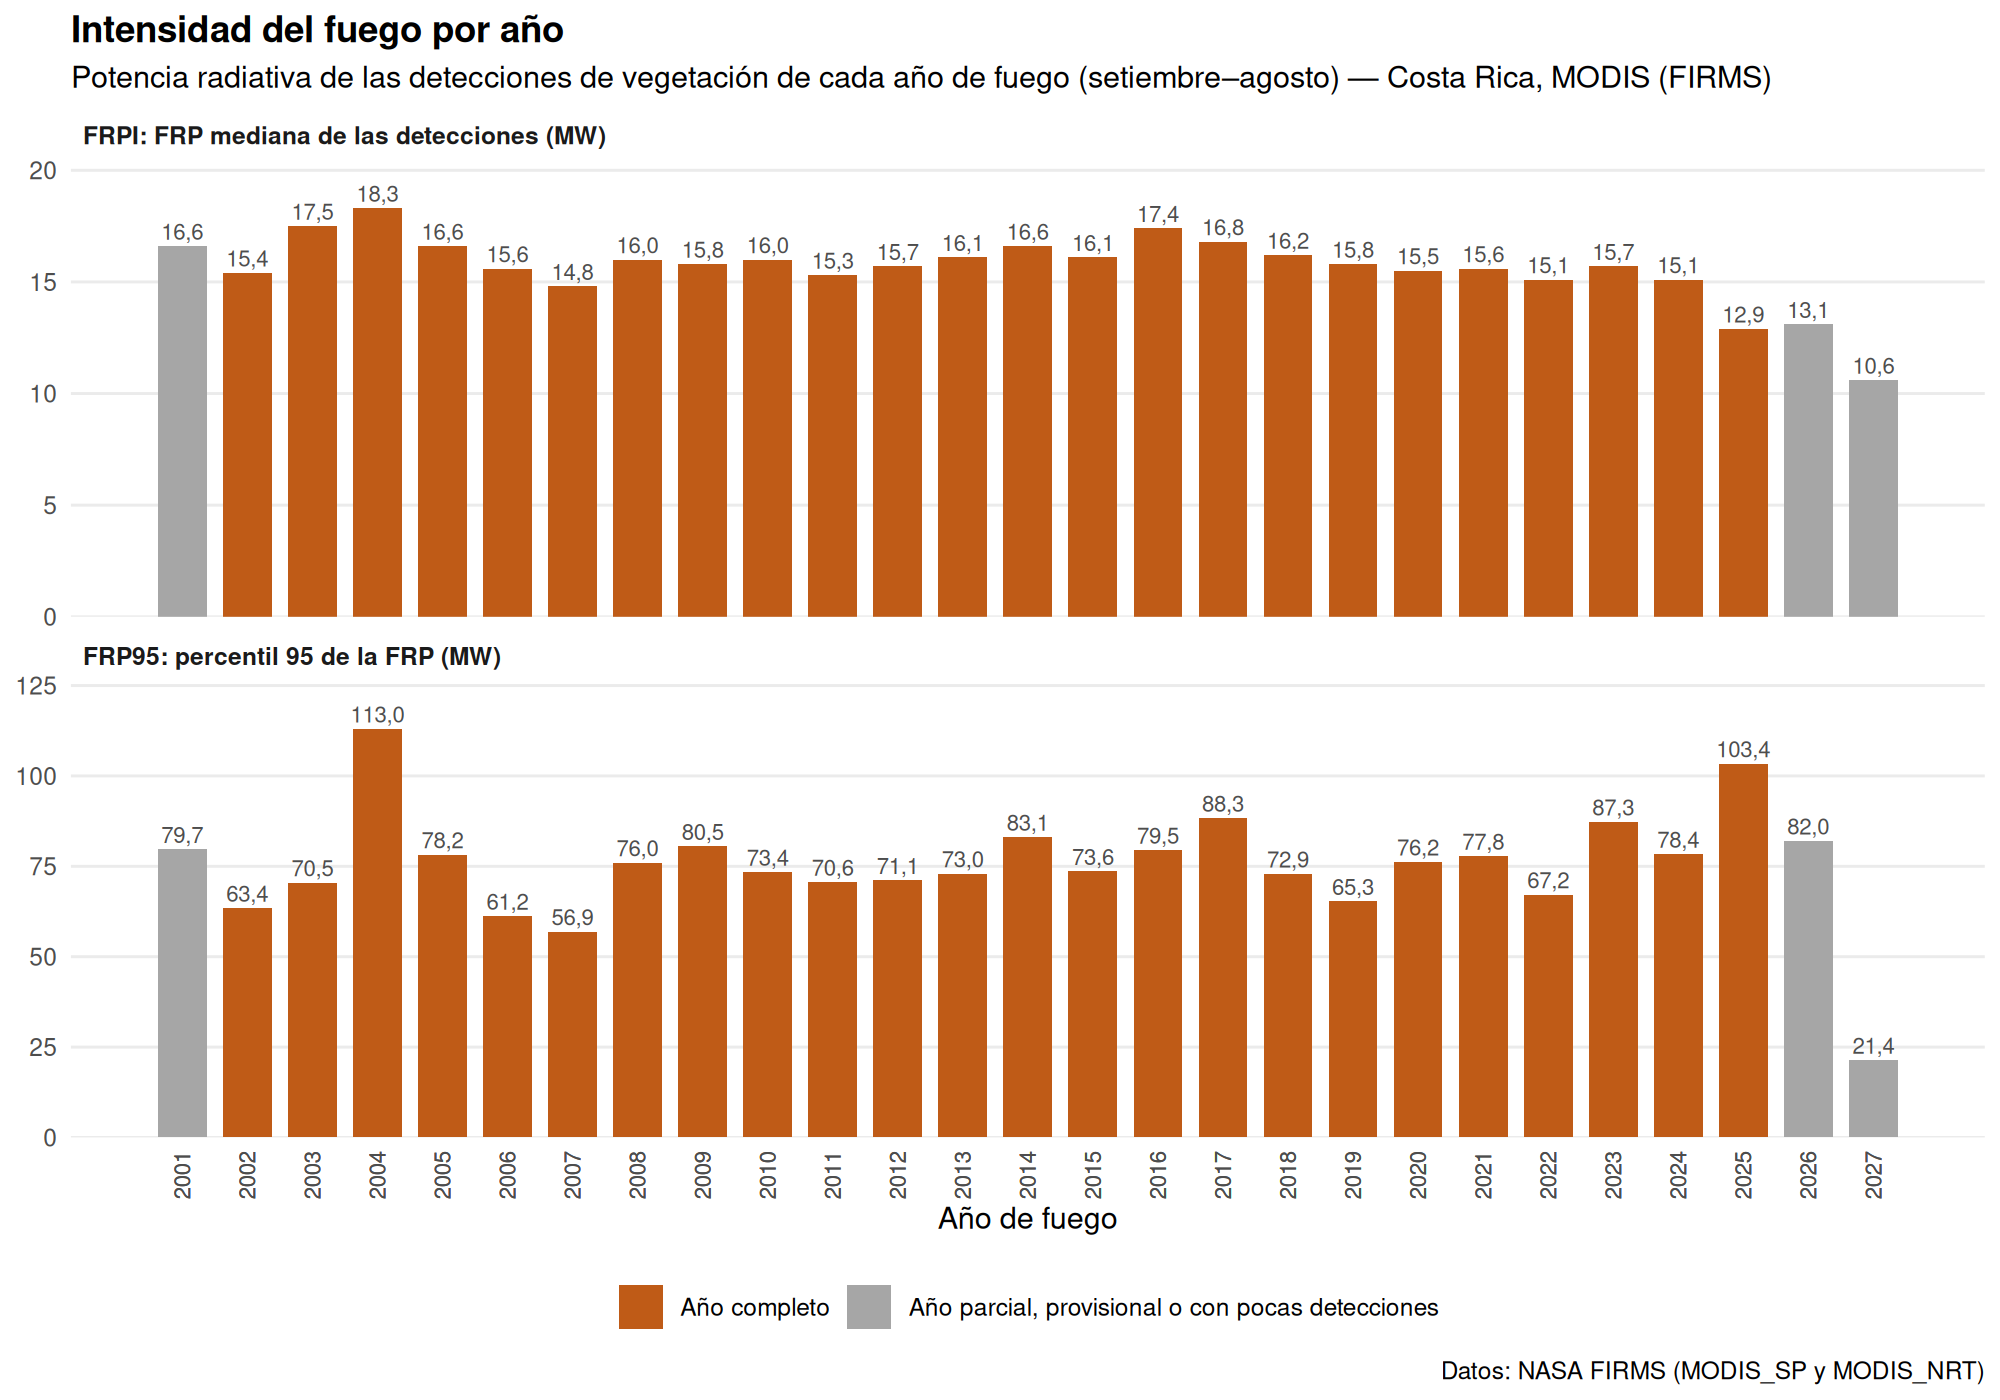 Intensidad del fuego por año
Potencia radiativa de las detecciones de vegetación de cada año de fuego (setiembre–agosto) — Costa Rica, MODIS (FIRMS)
FRPI: FRP mediana de las detecciones (MW)
20
15
10
5
0
16,6 15,4 17,5 18,3 16,6 15,6 14,8 16,0 15,8 16,0 15,3 15,7 16,1 16,6 16,1 17,4 16,8 16,2 15,8 15,5 15,6 15,1 15,7 15,1 12,9 13,1 10,6
FRP95: percentil 95 de la FRP (MW)
125
100
75
50
25
0
79,7 63,4 70,5 113,0 78,2 61,2 56,9 76,0 80,5 73,4 70,6 71,1 73,0 83,1 73,6 79,5 88,3 72,9 65,3 76,2 77,8 67,2 87,3 78,4 103,4 82,0 21,4
2001 2002 2003 2004 2005 2006 2007 2008 2009 2010 2011 2012 2013 2014 2015 2016 2017 2018 2019 2020 2021 2022 2023 2024 2025 2026 2027
Año de fuego
Año completo Año parcial, provisional o con pocas detecciones
Datos: NASA FIRMS (MODIS_SP y MODIS_NRT)